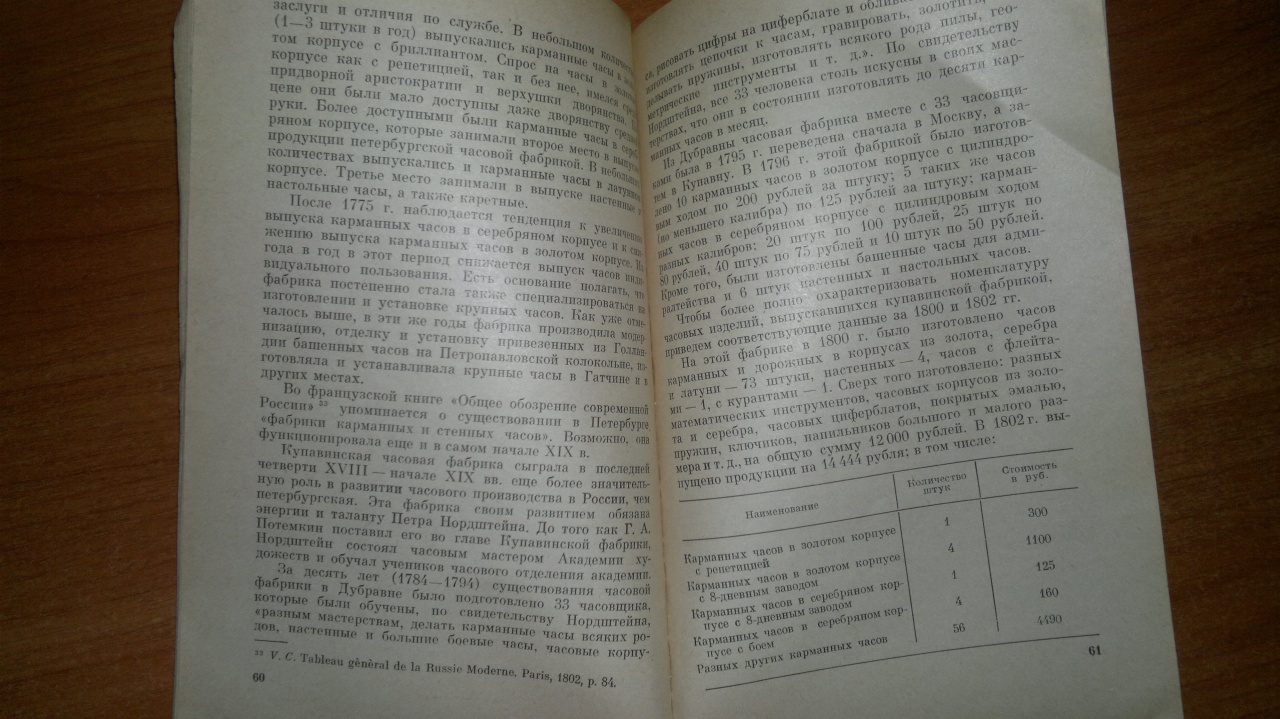 заслуги и отличия по службе. В небольшом
(1—3 штуки в год) выпускались карманные часы в
том корпусе с бриллиантом. Спрос на часы в
корпусе как с репетицией, так и без нее, имелся
придворной аристократии и верхушки дворянства.
цене они были мало доступны даже дворянству
руки. Более доступными были карманные часы в
ряном корпусе, которые занимали второе место в
продукции петербургской часовой фабрикой. В
количествах выпускались и карманные часы в
корпусе. Третье место занимали в выпуске настенные
настольные часы, а также каретные.
После 1775 г. наблюдается тенденция к
выпуска карманных часов в серебряном корпусе и к
жению выпуска карманных часов в золотом корпусе.
года в год в этот период снижается выпуск часов
видуального пользования. Есть основание полагать, что
фабрика постепенно стала также специализироваться
изготовлении и установке крупных часов. Как уже
чалось выше, в эти же годы фабрика производила модер-
низацию, отделку и установку привезенных из Голлан-
дии башенных часов на Петропавловской колокольне, из-
готовляла и устанавливала крупные часы в Гатчине и в
других местах.
Во французской книге «Общее обозрение современной
России» 33 упоминается о существовании в Петербурге
«фабрики карманных и стенных часов». Возможно, она
функционировала еще и в самом начале XIX в.
Купавинская часовая фабрика сыграла в последней
четверти XVIII — начале XIX вв. еще более значитель-
ную роль в развитии часового производства в России, чем
петербургская. Эта фабрика своим развитием обязана
энергии и таланту Петра Нордштейна. До того как Г. А.
Потемкин поставил его во главе Купавинской фабрики,
Нордштейн состоял часовым мастером Академии ху-
дожеств и обучал учеников часового отделения академии.
За десять лет (1784—1794) существования часовой
фабрики в Дубравне было подготовлено 33 часовщика,
которые были обучены, по свидетельству Нордштейна,
«разным мастерствам, делать карманные часы всяких ро-
дов, настенные и большие боевые часы, часовые корпу-
33 V. C. Tableau gènèral de la Russie Moderne, Paris, 1802, p. 84.
60
са, рисовать цифры на циферблате и
изготовлять цепочки к часам, гравировать, золотить,
делывать пружины, изготовлять всякого рода пилы, гео-
метрические инструменты и т. д.». По свидетельству
Нордштейна, все 33 человека столь искусны в своих мас-
терствах, что они в состоянии изготовлять до десяти кар-
манных часов в месяц.
Из Дубравны часовая фабрика вместе с 33 часовщи-
ками была в 1795 г. переведена сначала в Москву, а за-
тем в Купавну. В 1796 г. этой фабрикой было изготов-
лено 10 карманных часов в золотом корпусе с цилиндро-
вым ходом по 200 рублей за штуку; 5 таких же часов
(но меньшего калибра) по 125 рублей за штуку; карман-
ных часов в серебряном корпусе с цилиндровым ходом
разных калибров: 20 штук по 100 рублей, 25 штук по
80 рублей, 40 штук по 75 рублей и 10 штук по 50 рублей.
Кроме того, были изготовлены башенные часы для адми-
ралтейства и 6 штук настенных и настольных часов.
Чтобы более полно охарактеризовать номенклатуру
часовых изделий, выпускавшихся купавинской фабрикой,
приведем соответствующие данные за 1800 и 1802 гг.
На этой фабрике в 1800 г. было изготовлено часов
карманных и дорожных в корпусах из золота, серебра
и латуни — 73 штуки, настенных — 4, часов с флейта-
ми — 1, с курантами — 1. Сверх того изготовлено: разных
математических инструментов, часовых корпусов из золо-
та и серебра, часовых циферблатов, покрытых эмалью,
пружин, ключиков, напильников большого и малого раз-
мера и т. д., на общую сумму 12 000 рублей. В 1802 г. вы-
пущено продукции на 14 444 рубля; в том числе:
Наименование Количество штук Стоимость в руб.
Карманных часов в золотом корпусе
с репетицией 1 300
Карманных часов в золотом корпусе
с 8-дневным заводом 4 1100
Карманных часов в серебряном кор-
пусе с 8-дневным заводом 1 125
Карманных часов в серебряном кор-
пусе с боем 4 160
Разных других карманных часов 56 4490
61